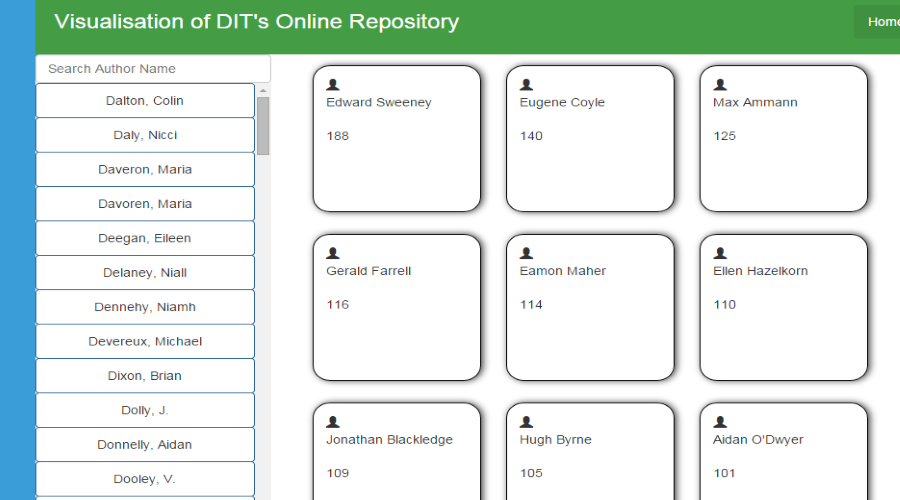 Visualisation of DIT's Online Repository
Home
Search Author Name
Dalton, Colin
Daly, Nicci
Daveron, Maria
Davoren, Maria
Deegan, Eileen
Delaney, Niall
Dennehy, Niamh
Devereux, Michael
Dixon, Brian
Dolly, J.
Donnelly, Aidan
Dooley, V.
Edward Sweeney
188
Eugene Coyle
140
Max Ammann
125
Gerald Farrell
116
Eamon Maher
114
Ellen Hazelkorn
110
Jonathan Blackledge
109
Hugh Byrne
105
Aidan O'Dwyer
101